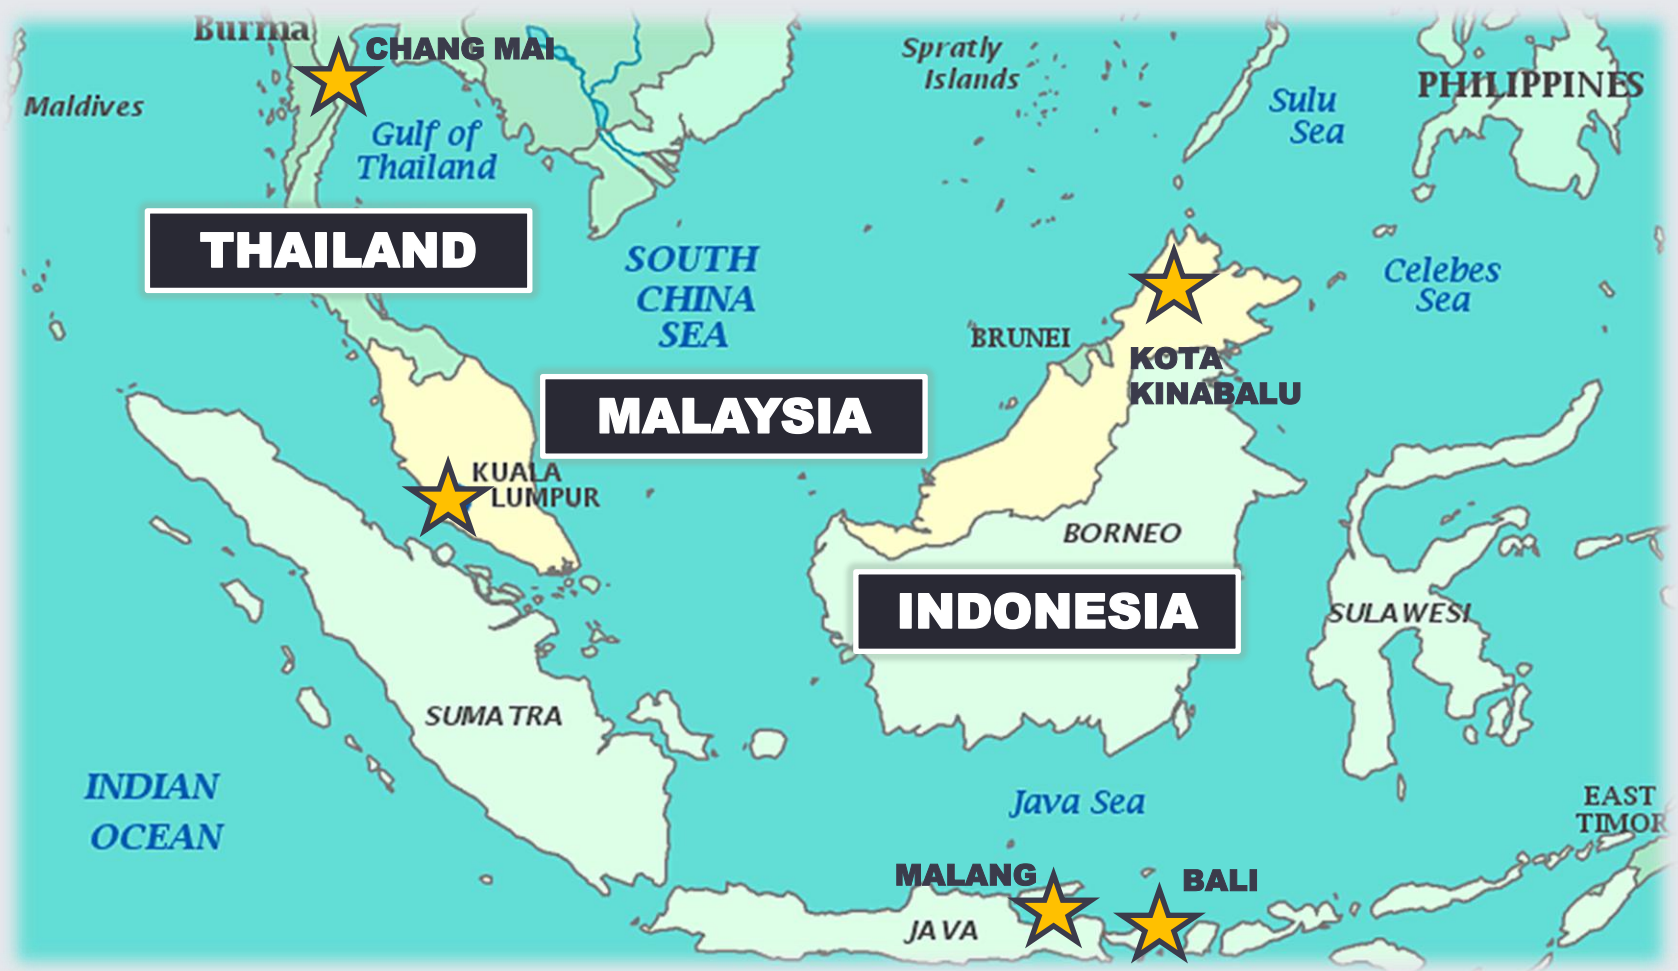 Burma
CHANG MAI
Spratly
Islands
PHILIPPINES
Maldives
Sulu
Sea
Gulf of
Thailand
THAILAND
SOUTH
CHINA
SEA
Celebes
Sea
BRUNEI
KOTA
KINABALU
MALAYSIA
KUALA
LUMPUR
BORNEO
INDONESIA
SULAWESI
SUMATRA
INDIAN
OCEAN
Java Sea
EAST
TIMOR
MALANG
BALI
JAVA